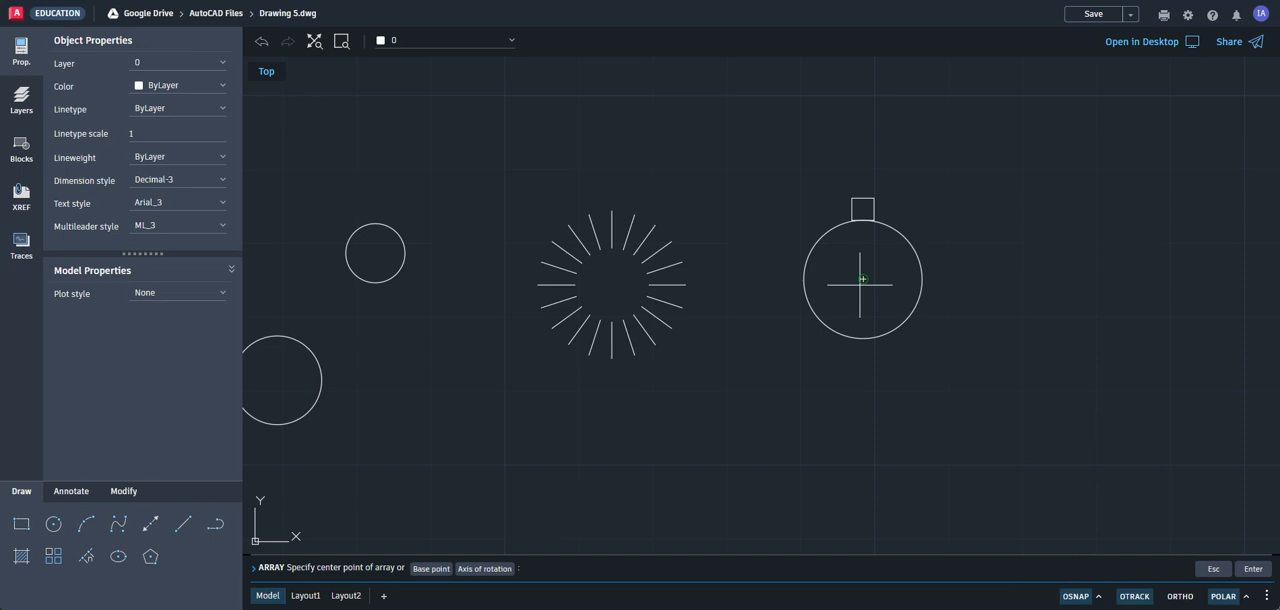 A EDUCATION Google Drive > AutoCAD Files > Drawing 5.dwg Save IA
Prop.
Layers
Blocks
XREF
Traces
Object Properties
Layer 0
Color ByLayer
Linetype ByLayer
Linetype scale 1
Lineweight ByLayer
Dimension style Decimal-3
Text style Arial_3
Multileader style ML_3
Model Properties
Plot style None
Draw Annotate Modify
0
Open in Desktop Share
Top
Y
X
> ARRAY Specify center point of array or Base point Axis of rotation : Esc Enter
Model Layout1 Layout2 + OSNAP OTRACK ORTHO POLAR